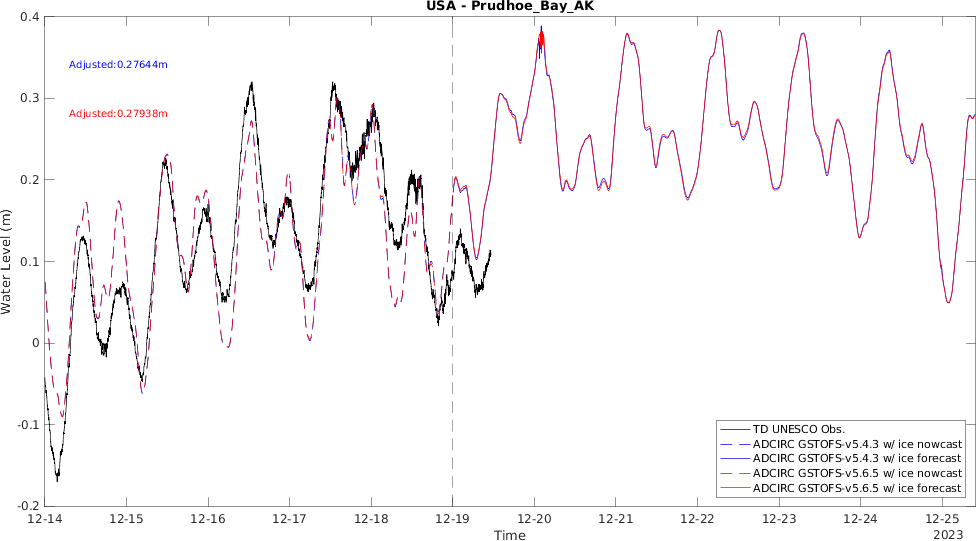 USA - Prudhoe_Bay_AK
Adjusted:0.27644m
Adjusted:0.27938m
0.4
0.3
0.2
0.1
0
-0.1
-0.2
Water Level (m)
TD UNESCO Obs.
ADCIRC GSTOFS-v5.4.3 w/ ice nowcast
ADCIRC GSTOFS-v5.4.3 w/ ice forecast
ADCIRC GSTOFS-v5.6.5 w/ ice nowcast
ADCIRC GSTOFS-v5.6.5 w/ ice forecast
12-14 12-15 12-16 12-17 12-18 12-19 12-20 12-21 12-22 12-23 12-24 12-25
Time
2023